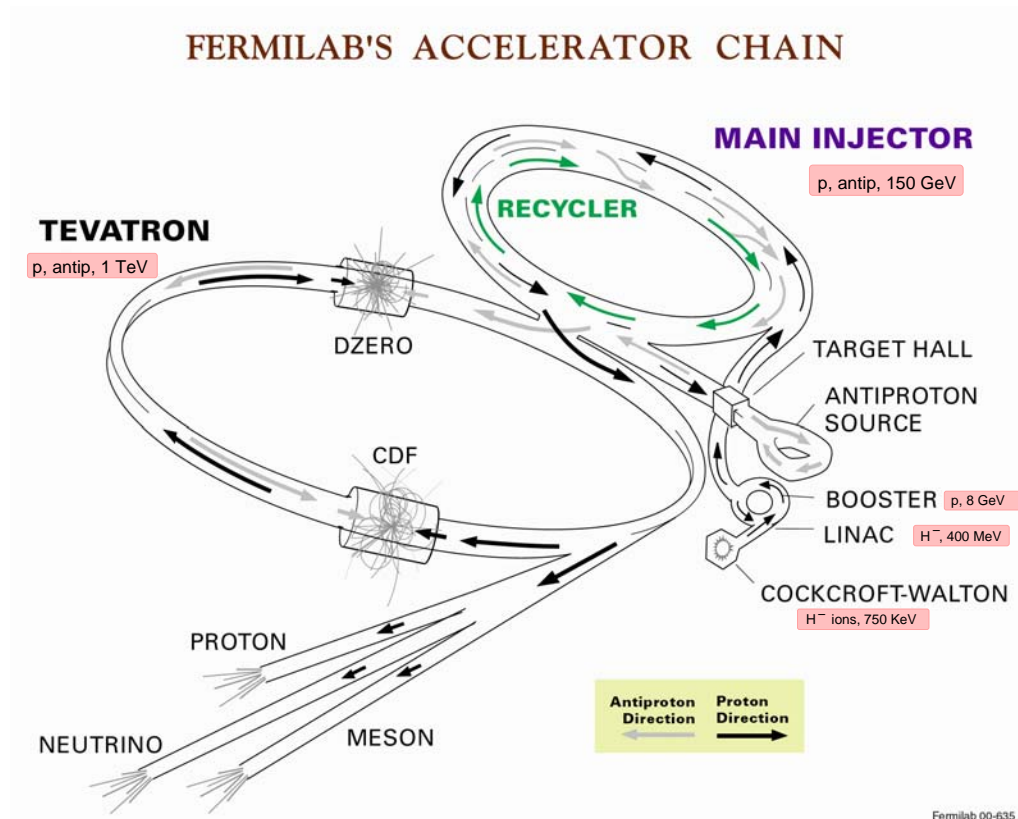 FERMILAB'S ACCELERATOR CHAIN
MAIN INJECTOR
p, antip, 150 GeV
RECYCLER
TEVATRON
p, antip, 1 TeV
DZERO
TARGET HALL
ANTIPROTON
SOURCE
CDF
BOOSTER p, 8 GeV
LINAC H⁻, 400 MeV
COCKCROFT-WALTON
H⁻ ions, 750 KeV
PROTON
NEUTRINO
MESON
Antiproton Proton
Direction Direction
Fermilab 00-635